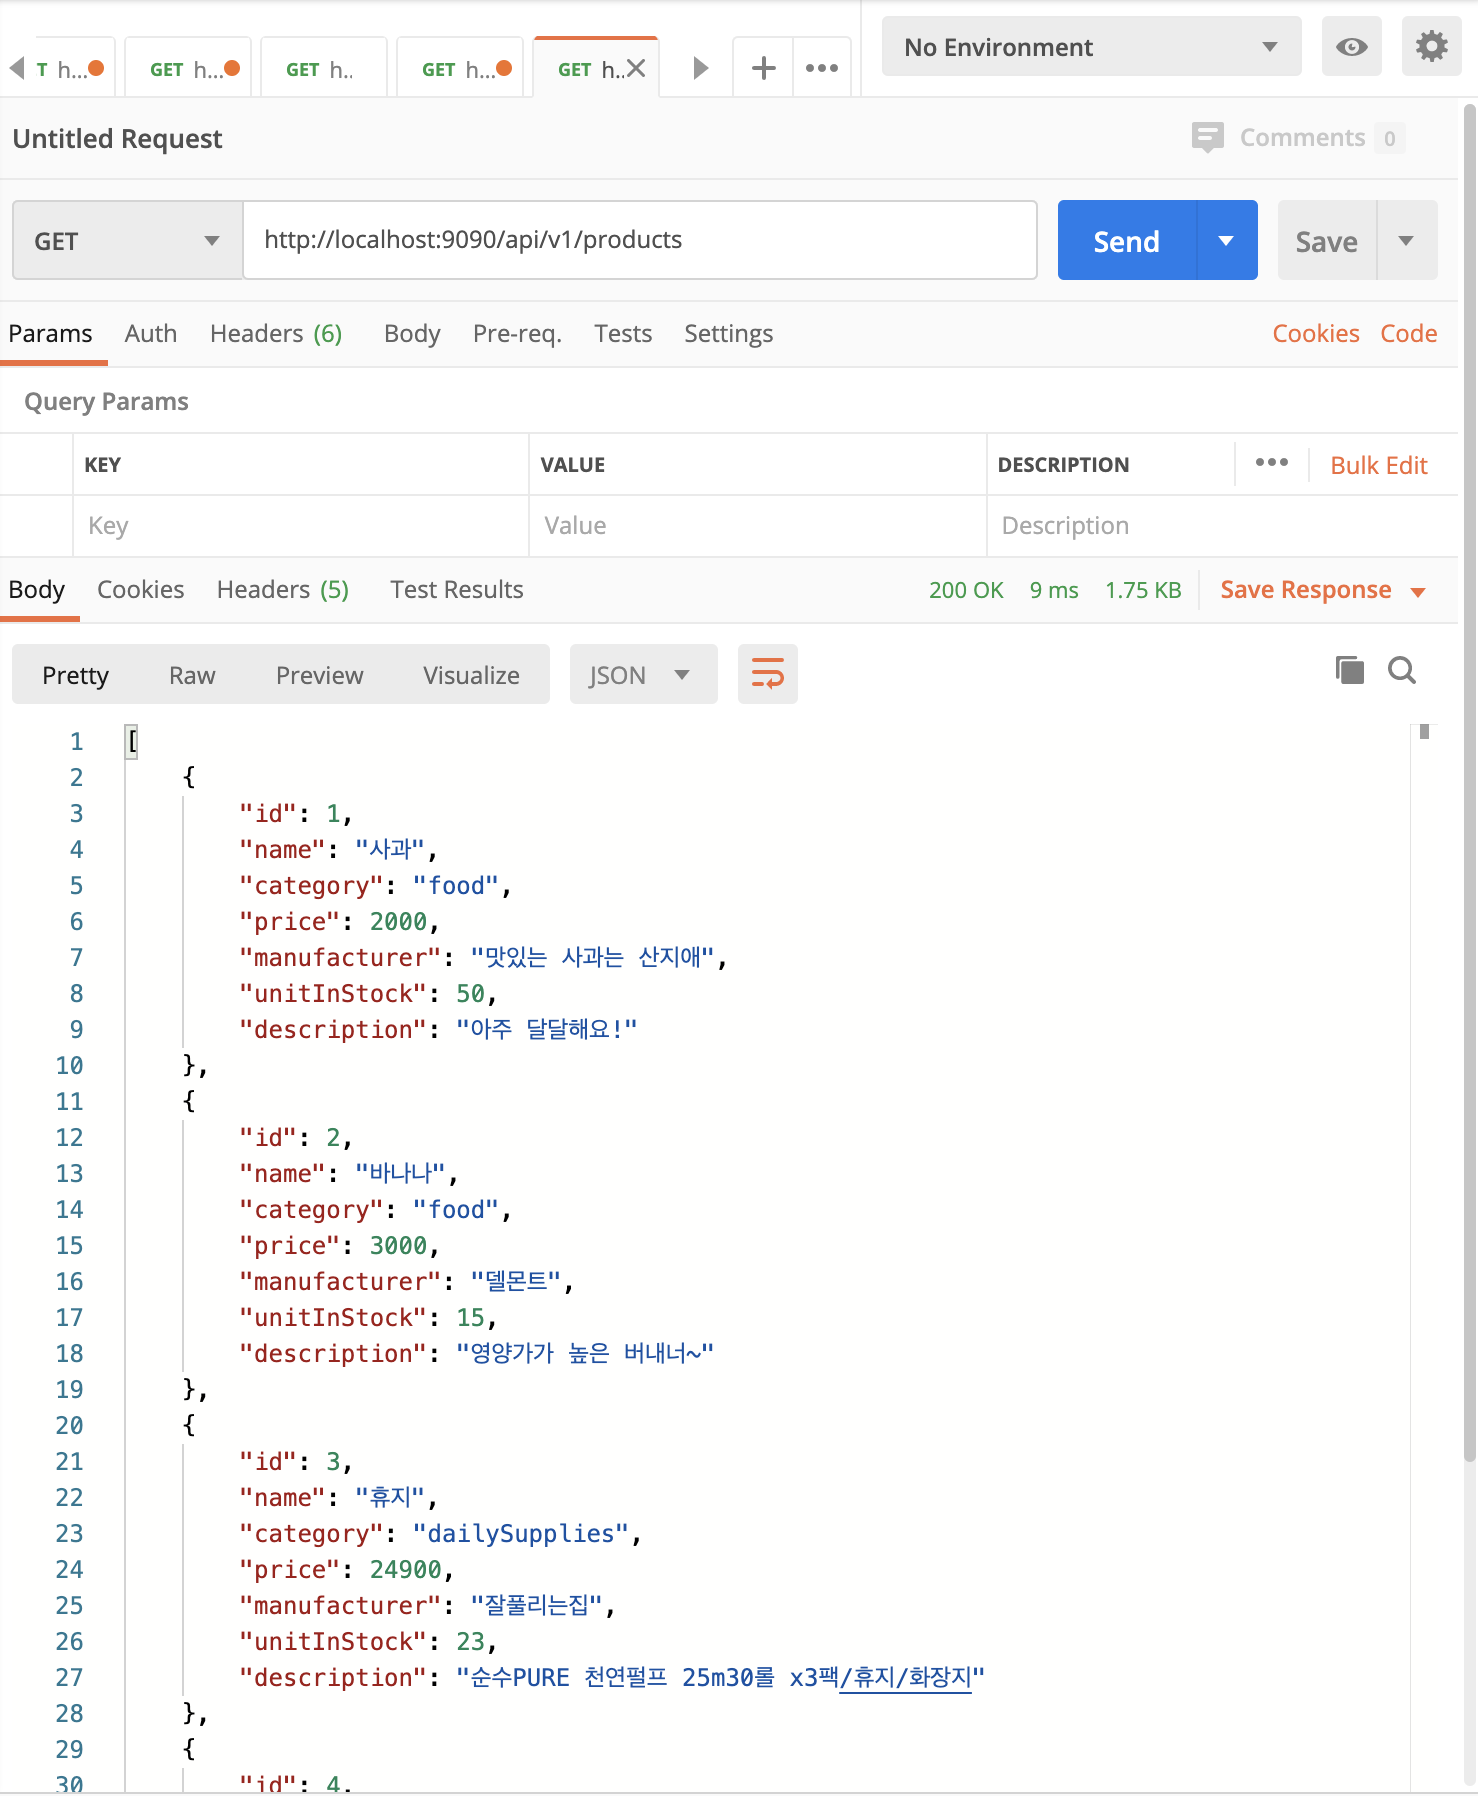 T h...
GET h...
GET h..
GET h...
GET h..
No Environment
Untitled Request
Comments 0
GET http://localhost:9090/api/v1/products Send Save
Params Auth Headers (6) Body Pre-req. Tests Settings Cookies Code
Query Params
KEY VALUE DESCRIPTION Bulk Edit
Key Value Description
Body Cookies Headers (5) Test Results 200 OK 9 ms 1.75 KB Save Response
Pretty Raw Preview Visualize JSON
1 [
2 {
3 "id": 1,
4 "name": "사과",
5 "category": "food",
6 "price": 2000,
7 "manufacturer": "맛있는 사과는 산지애",
8 "unitInStock": 50,
9 "description": "아주 달달해요!"
10 },
11 {
12 "id": 2,
13 "name": "바나나",
14 "category": "food",
15 "price": 3000,
16 "manufacturer": "델몬트",
17 "unitInStock": 15,
18 "description": "영양가가 높은 버내너~"
19 },
20 {
21 "id": 3,
22 "name": "휴지",
23 "category": "dailySupplies",
24 "price": 24900,
25 "manufacturer": "잘풀리는집",
26 "unitInStock": 23,
27 "description": "순수PURE 천연펄프 25m30롤 x3팩/휴지/화장지"
28 },
29 {
30 "id": 4,